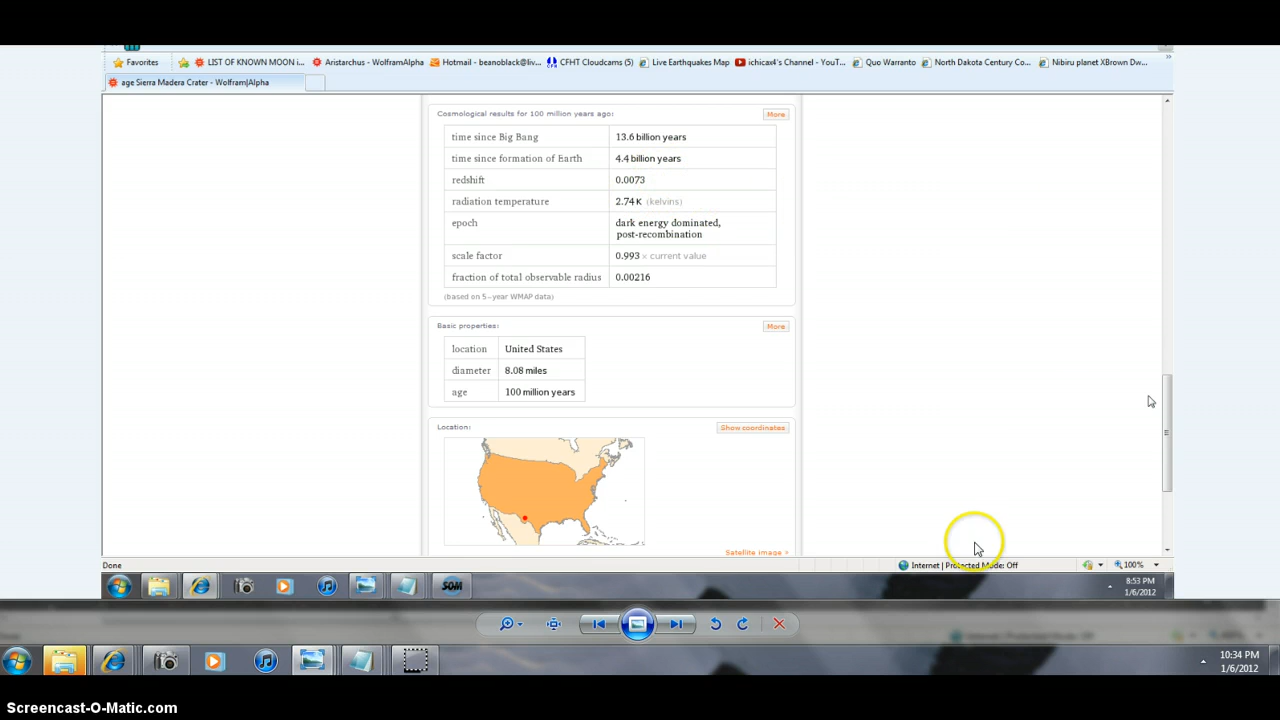 Favorites
LIST OF KNOWN MOON i...
Aristarchus - WolframAlpha
Hotmail - beanoblack@liv...
CFHT Cloudcams (5)
Live Earthquakes Map
ichicax4's Channel - YouT...
Quo Warranto
North Dakota Century Co...
Nibiru planet XBrown Dw...
age Sierra Madera Crater - Wolfram|Alpha
Cosmological results for 100 million years ago:
More
time since Big Bang 13.6 billion years
time since formation of Earth 4.4 billion years
redshift 0.0073
radiation temperature 2.74 K (kelvins)
epoch dark energy dominated,
post-recombination
scale factor 0.993 × current value
fraction of total observable radius 0.00216
(based on 5-year WMAP data)
Basic properties:
More
location United States
diameter 8.08 miles
age 100 million years
Location:
Show coordinates
Satellite image »
Done
Internet | Protected Mode: Off
100%
SOM
8:53 PM
1/6/2012
10:34 PM
1/6/2012
Screencast-O-Matic.com